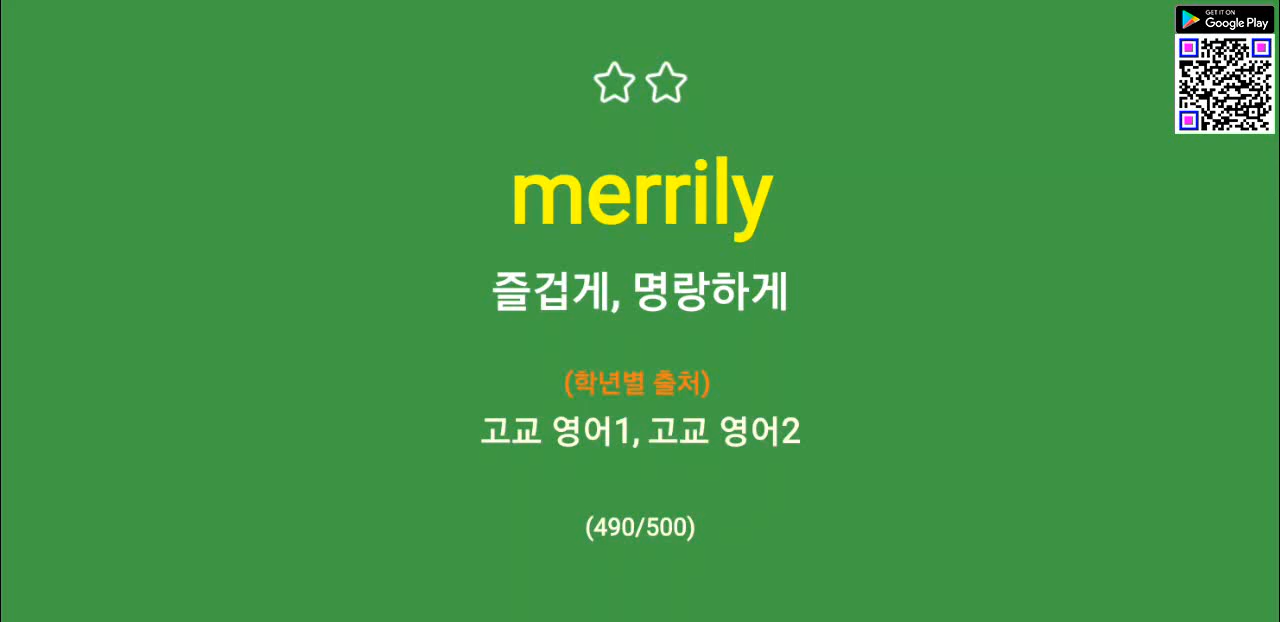 GET IT ON
Google Play
merrily
즐겁게, 명랑하게
(학년별 출처)
고교 영어1, 고교 영어2
(490/500)